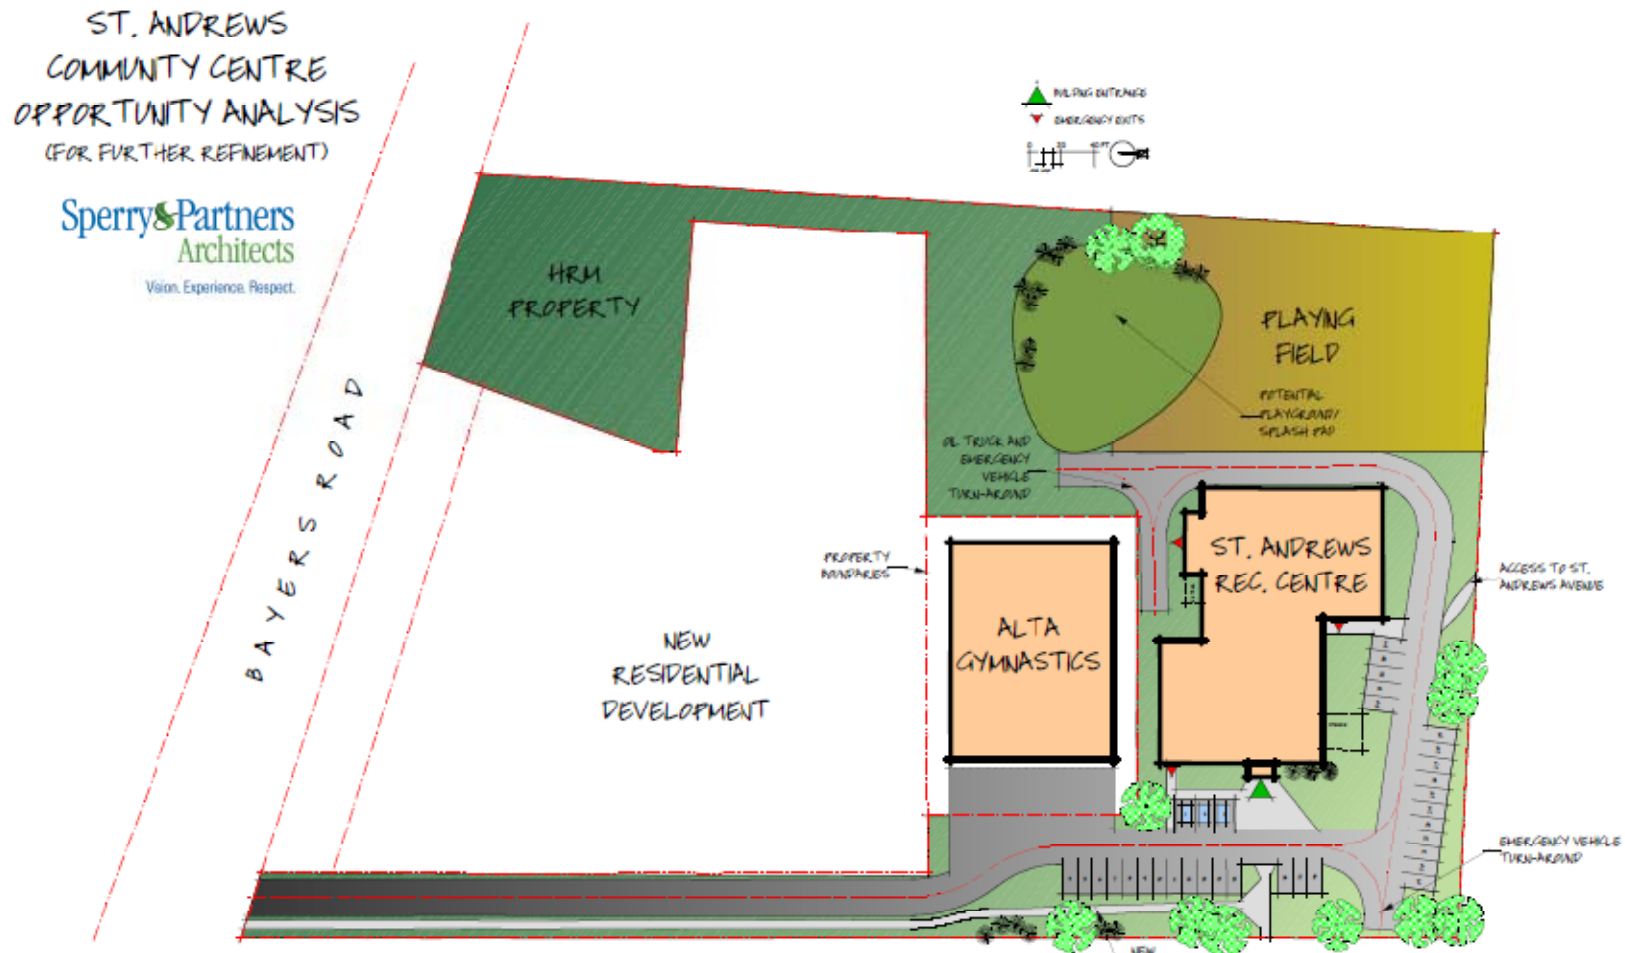 ST. ANDREWS
COMMUNTY CENTRE
OPPORTUNITY ANALYSIS
(FOR FURTHER REFINEMENT)
Sperry&Partners
Architects
Vision. Experience. Respect.
BUILDING ENTRANCE
EMERGENCY EXITS
HRM
PROPERTY
PLAYING
FIELD
POTENTIAL
PLAYGROUND/
SPLASH PAD
OIL TRUCK AND
EMERGENCY
VEHICLE
TURN-AROUND
BAYERS ROAD
PROPERTY
BOUNDARIES
ST. ANDREWS
REC. CENTRE
ACCESS TO ST.
ANDREWS AVENUE
ALTA
GYMNASTICS
NEW
RESIDENTIAL
DEVELOPMENT
EMERGENCY VEHICLE
TURN-AROUND
NEW